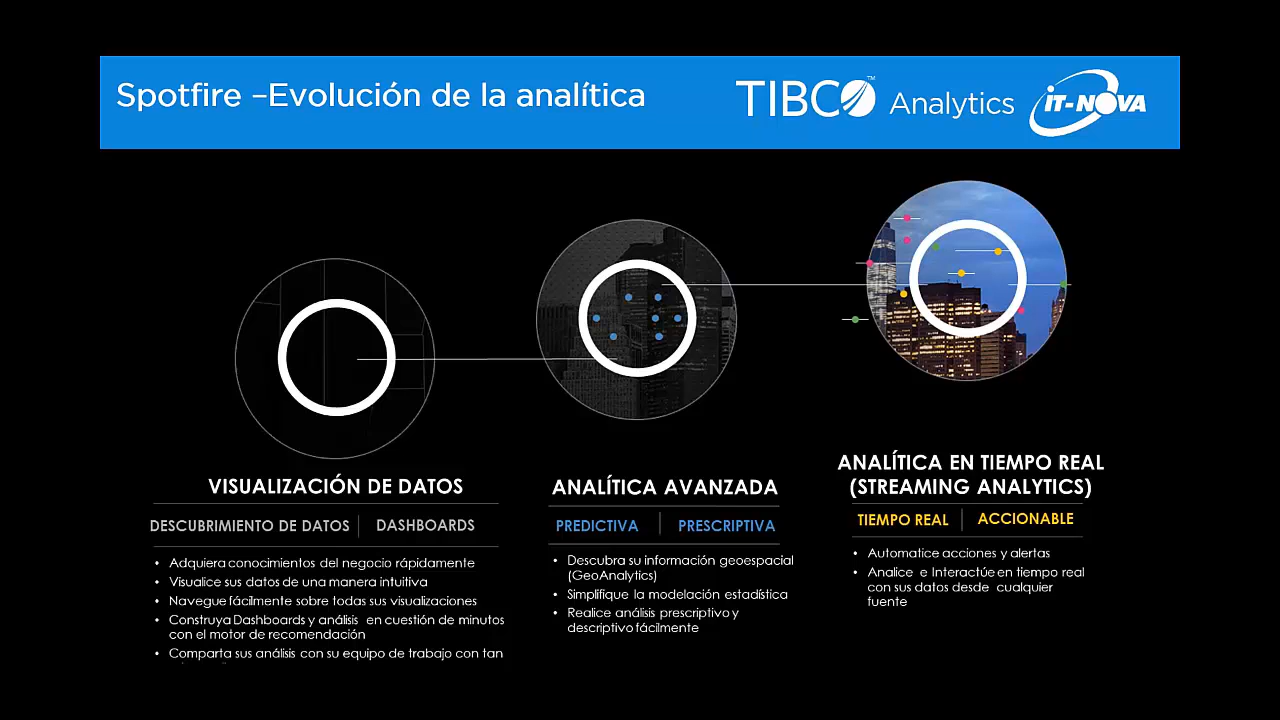 Spotfire –Evolución de la analítica
TIBCO™ Analytics
iT-NOVA
VISUALIZACIÓN DE DATOS
DESCUBRIMIENTO DE DATOS | DASHBOARDS
• Adquiera conocimientos del negocio rápidamente
• Visualice sus datos de una manera intuitiva
• Navegue fácilmente sobre todas sus visualizaciones
• Construya Dashboards y análisis en cuestión de minutos
con el motor de recomendación
• Comparta sus análisis con su equipo de trabajo con tan
ANALÍTICA AVANZADA
PREDICTIVA | PRESCRIPTIVA
• Descubra su información geoespacial
(GeoAnalytics)
• Simplifique la modelación estadística
• Realice análisis prescriptivo y
descriptivo fácilmente
ANALÍTICA EN TIEMPO REAL
(STREAMING ANALYTICS)
TIEMPO REAL | ACCIONABLE
• Automatice acciones y alertas
• Analice e Interactúe en tiempo real
con sus datos desde cualquier
fuente